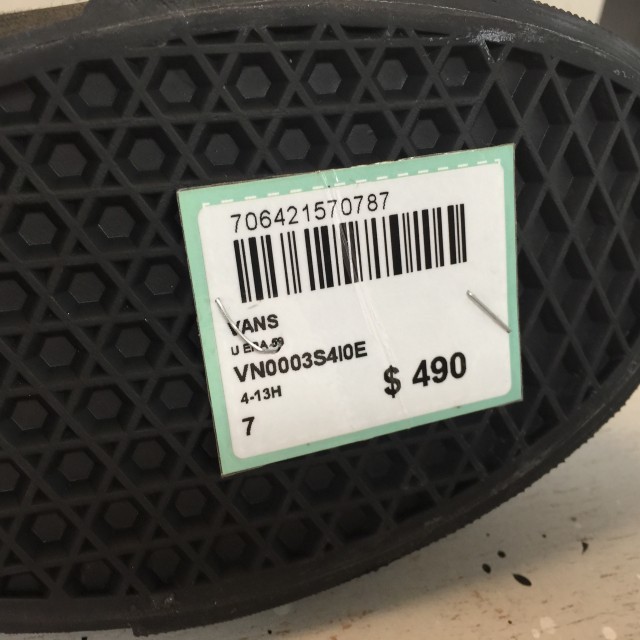 706421570787
VANS
U ERA 59
VN0003S4I0E
4-13H
$ 490
7